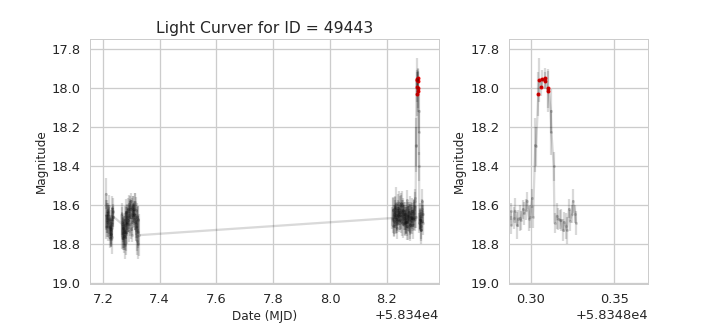 Light Curver for ID = 49443
17.8
18.0
18.2
18.4
18.6
18.8
19.0
Magnitude
7.2 7.4 7.6 7.8 8.0 8.2
Date (MJD)
+5.834e4
17.8
18.0
18.2
18.4
18.6
18.8
19.0
Magnitude
0.30 0.35
+5.8348e4